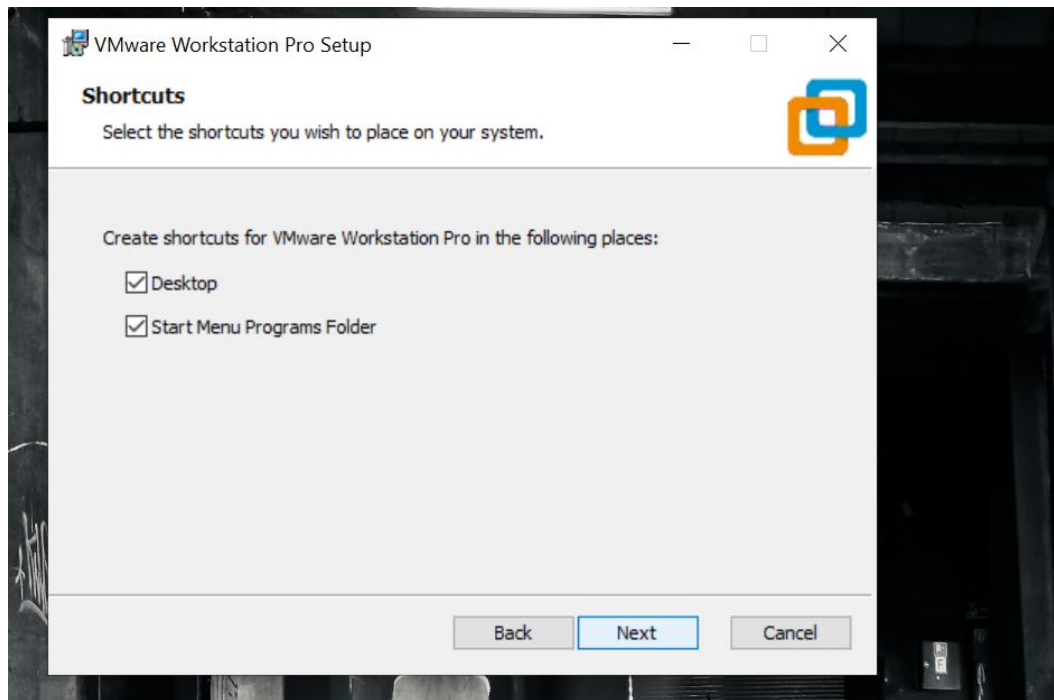 VMware Workstation Pro Setup
Shortcuts
Select the shortcuts you wish to place on your system.
Create shortcuts for VMware Workstation Pro in the following places:
Desktop
Start Menu Programs Folder
Back Next Cancel
F